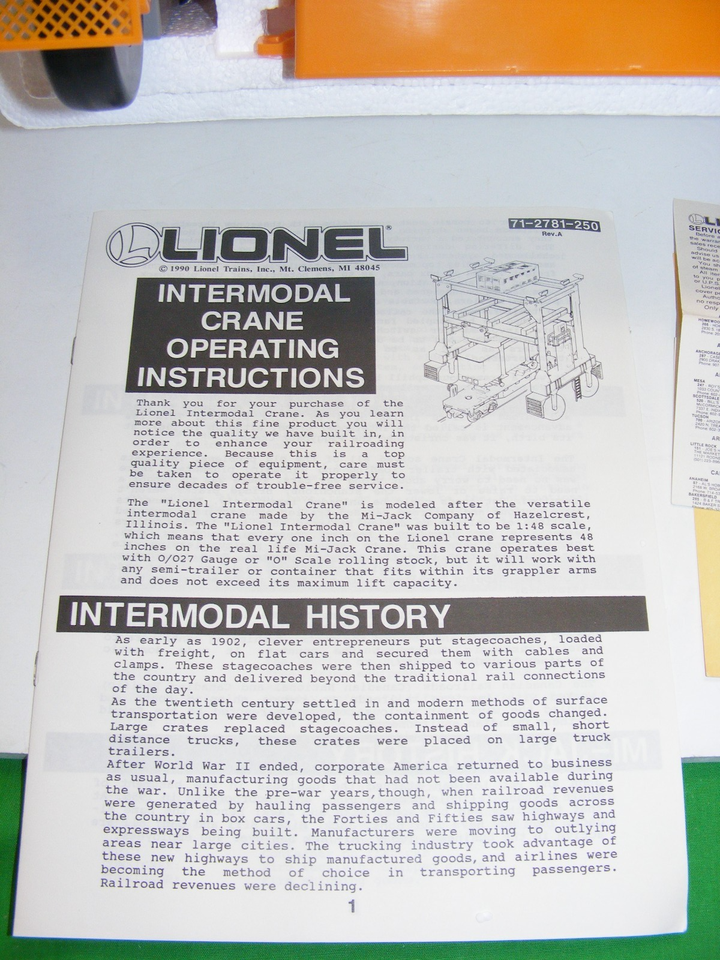 LIONEL®
71-2781-250
Rev.A
© 1990 Lionel Trains, Inc., Mt. Clemens, MI 48045
INTERMODAL
CRANE
OPERATING
INSTRUCTIONS
Thank you for your purchase of the
Lionel Intermodal Crane. As you learn
more about this fine product you will
notice the quality we have built in, in
order to enhance your railroading
experience. Because this is a top
quality piece of equipment, care must
be taken to operate it properly to
ensure decades of trouble-free service.
The "Lionel Intermodal Crane" is modeled after the versatile
intermodal crane made by the Mi-Jack Company of Hazelcrest,
Illinois. The "Lionel Intermodal Crane" was built to be 1:48 scale,
which means that every one inch on the Lionel crane represents 48
inches on the real life Mi-Jack Crane. This crane operates best
with O/O27 Gauge or "O" Scale rolling stock, but it will work with
any semi-trailer or container that fits within its grappler arms
and does not exceed its maximum lift capacity.
INTERMODAL HISTORY
As early as 1902, clever entrepreneurs put stagecoaches, loaded
with freight, on flat cars and secured them with cables and
clamps. These stagecoaches were then shipped to various parts of
the country and delivered beyond the traditional rail connections
of the day.
As the twentieth century settled in and modern methods of surface
transportation were developed, the containment of goods changed.
Large crates replaced stagecoaches. Instead of small, short
distance trucks, these crates were placed on large truck
trailers.
After World War II ended, corporate America returned to business
as usual, manufacturing goods that had not been available during
the war. Unlike the pre-war years,though, when railroad revenues
were generated by hauling passengers and shipping goods across
the country in box cars, the Forties and Fifties saw highways and
expressways being built. Manufacturers were moving to outlying
areas near large cities. The trucking industry took advantage of
these new highways to ship manufactured goods,and airlines were
becoming the method of choice in transporting passengers.
Railroad revenues were declining.
1